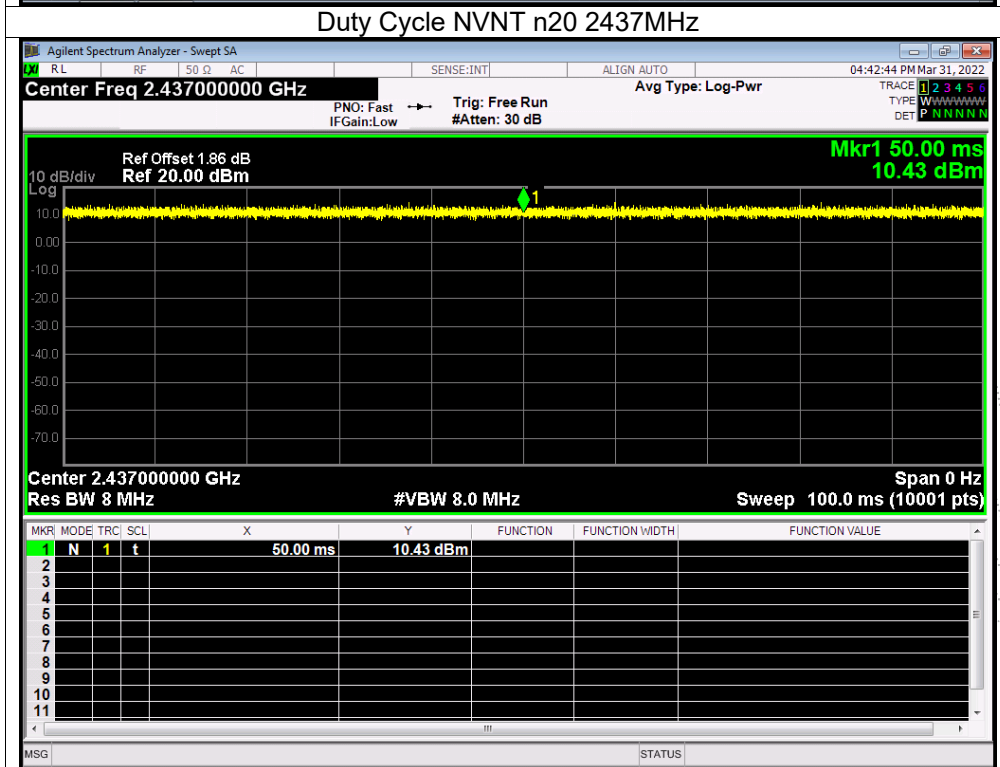 Duty Cycle NVNT n20 2437MHz
Agilent Spectrum Analyzer - Swept SA
LXI RL RF 50 Ω AC SENSE:INT ALIGN AUTO 04:42:44 PM Mar 31, 2022
Center Freq 2.437000000 GHz Avg Type: Log-Pwr TRACE 1 2 3 4 5 6
PNO: Fast Trig: Free Run TYPE WWWWWW
IFGain:Low #Atten: 30 dB DET P N N N N N
Mkr1 50.00 ms
Ref Offset 1.86 dB
10 dB/div Ref 20.00 dBm 10.43 dBm
Log
1
10.0
0.00
-10.0
-20.0
-30.0
-40.0
-50.0
-60.0
-70.0
Center 2.437000000 GHz Span 0 Hz
Res BW 8 MHz #VBW 8.0 MHz Sweep 100.0 ms (10001 pts)
MKR MODE TRC SCL X Y FUNCTION FUNCTION WIDTH FUNCTION VALUE
1 N 1 t 50.00 ms 10.43 dBm
2
3
4
5
6
7
8
9
10
11
MSG STATUS